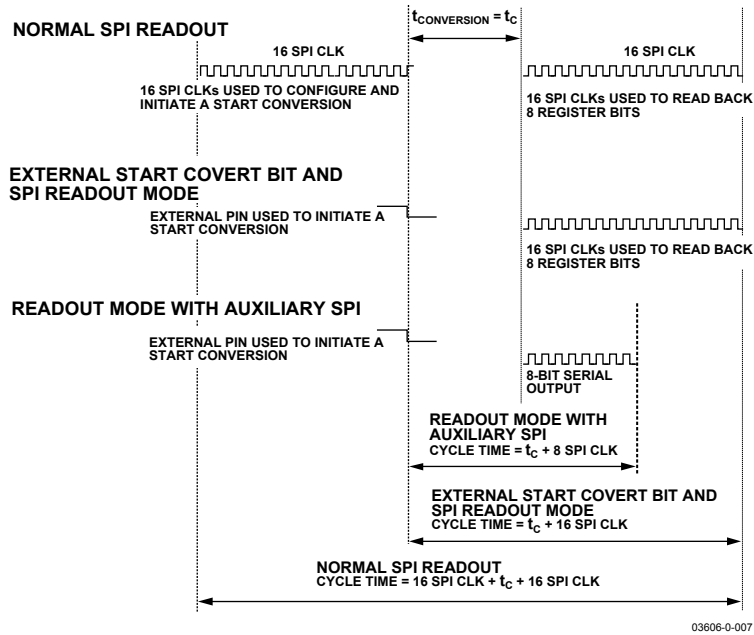 tCONVERSION = tC
NORMAL SPI READOUT
16 SPI CLK
16 SPI CLK
16 SPI CLKs USED TO CONFIGURE AND
INITIATE A START CONVERSION
16 SPI CLKs USED TO READ BACK
8 REGISTER BITS
EXTERNAL START COVERT BIT AND
SPI READOUT MODE
EXTERNAL PIN USED TO INITIATE A
START CONVERSION
16 SPI CLKs USED TO READ BACK
8 REGISTER BITS
READOUT MODE WITH AUXILIARY SPI
EXTERNAL PIN USED TO INITIATE A
START CONVERSION
8-BIT SERIAL
OUTPUT
READOUT MODE WITH
AUXILIARY SPI
CYCLE TIME = tC + 8 SPI CLK
EXTERNAL START COVERT BIT AND
SPI READOUT MODE
CYCLE TIME = tC + 16 SPI CLK
NORMAL SPI READOUT
CYCLE TIME = 16 SPI CLK + tC + 16 SPI CLK
03606-0-007